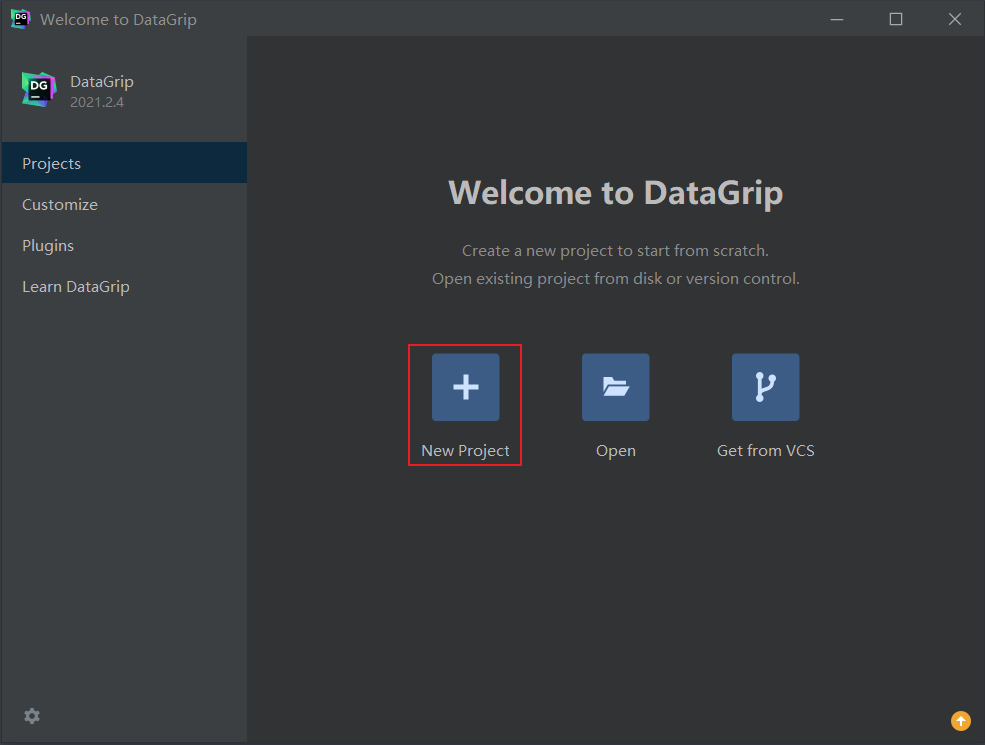 DG
Welcome to DataGrip
DG
DataGrip
2021.2.4
Projects
Customize
Plugins
Learn DataGrip
Welcome to DataGrip
Create a new project to start from scratch.
Open existing project from disk or version control.
New Project
Open
Get from VCS